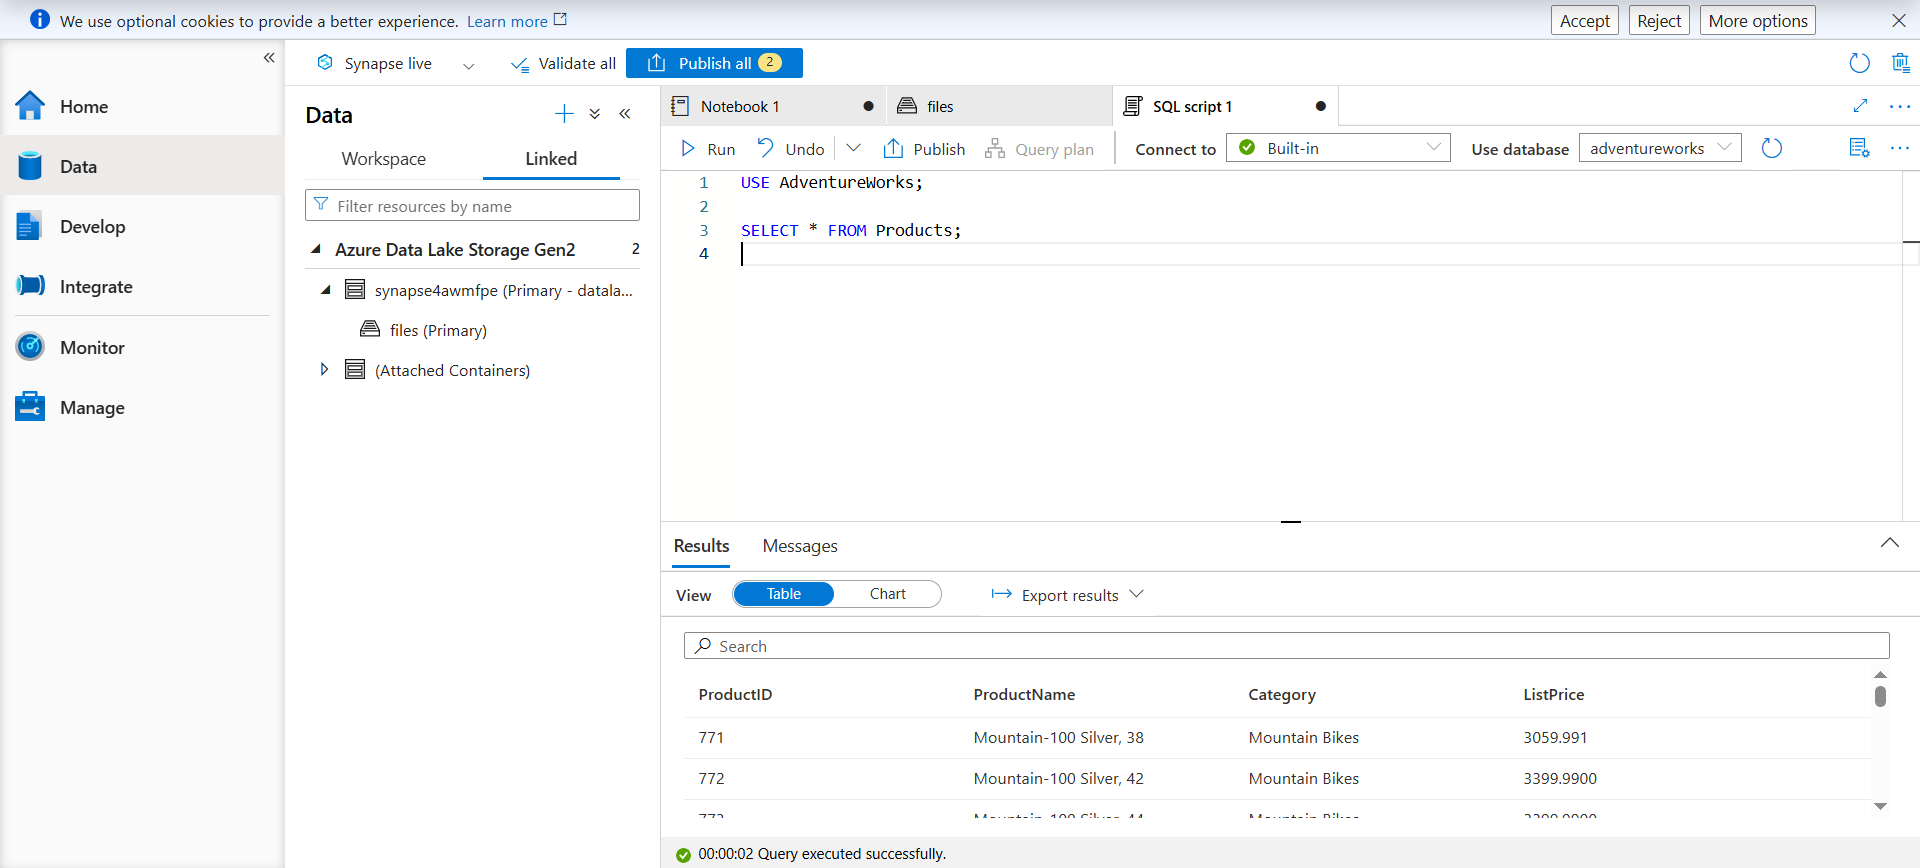 We use optional cookies to provide a better experience. Learn more
Accept
Reject
More options
Home
Data
Develop
Integrate
Monitor
Manage
Synapse live
Validate all
Publish all 2
Data
Workspace
Linked
Filter resources by name
Azure Data Lake Storage Gen2 2
synapse4awmfpe (Primary - datala...
files (Primary)
(Attached Containers)
Notebook 1
files
SQL script 1
Run
Undo
Publish
Query plan
Connect to
Built-in
Use database
adventureworks
1 USE AdventureWorks;
2
3 SELECT * FROM Products;
4
Results
Messages
View
Table
Chart
Export results
Search
ProductID ProductName Category ListPrice
771 Mountain-100 Silver, 38 Mountain Bikes 3059.991
772 Mountain-100 Silver, 42 Mountain Bikes 3399.9900
00:00:02 Query executed successfully.